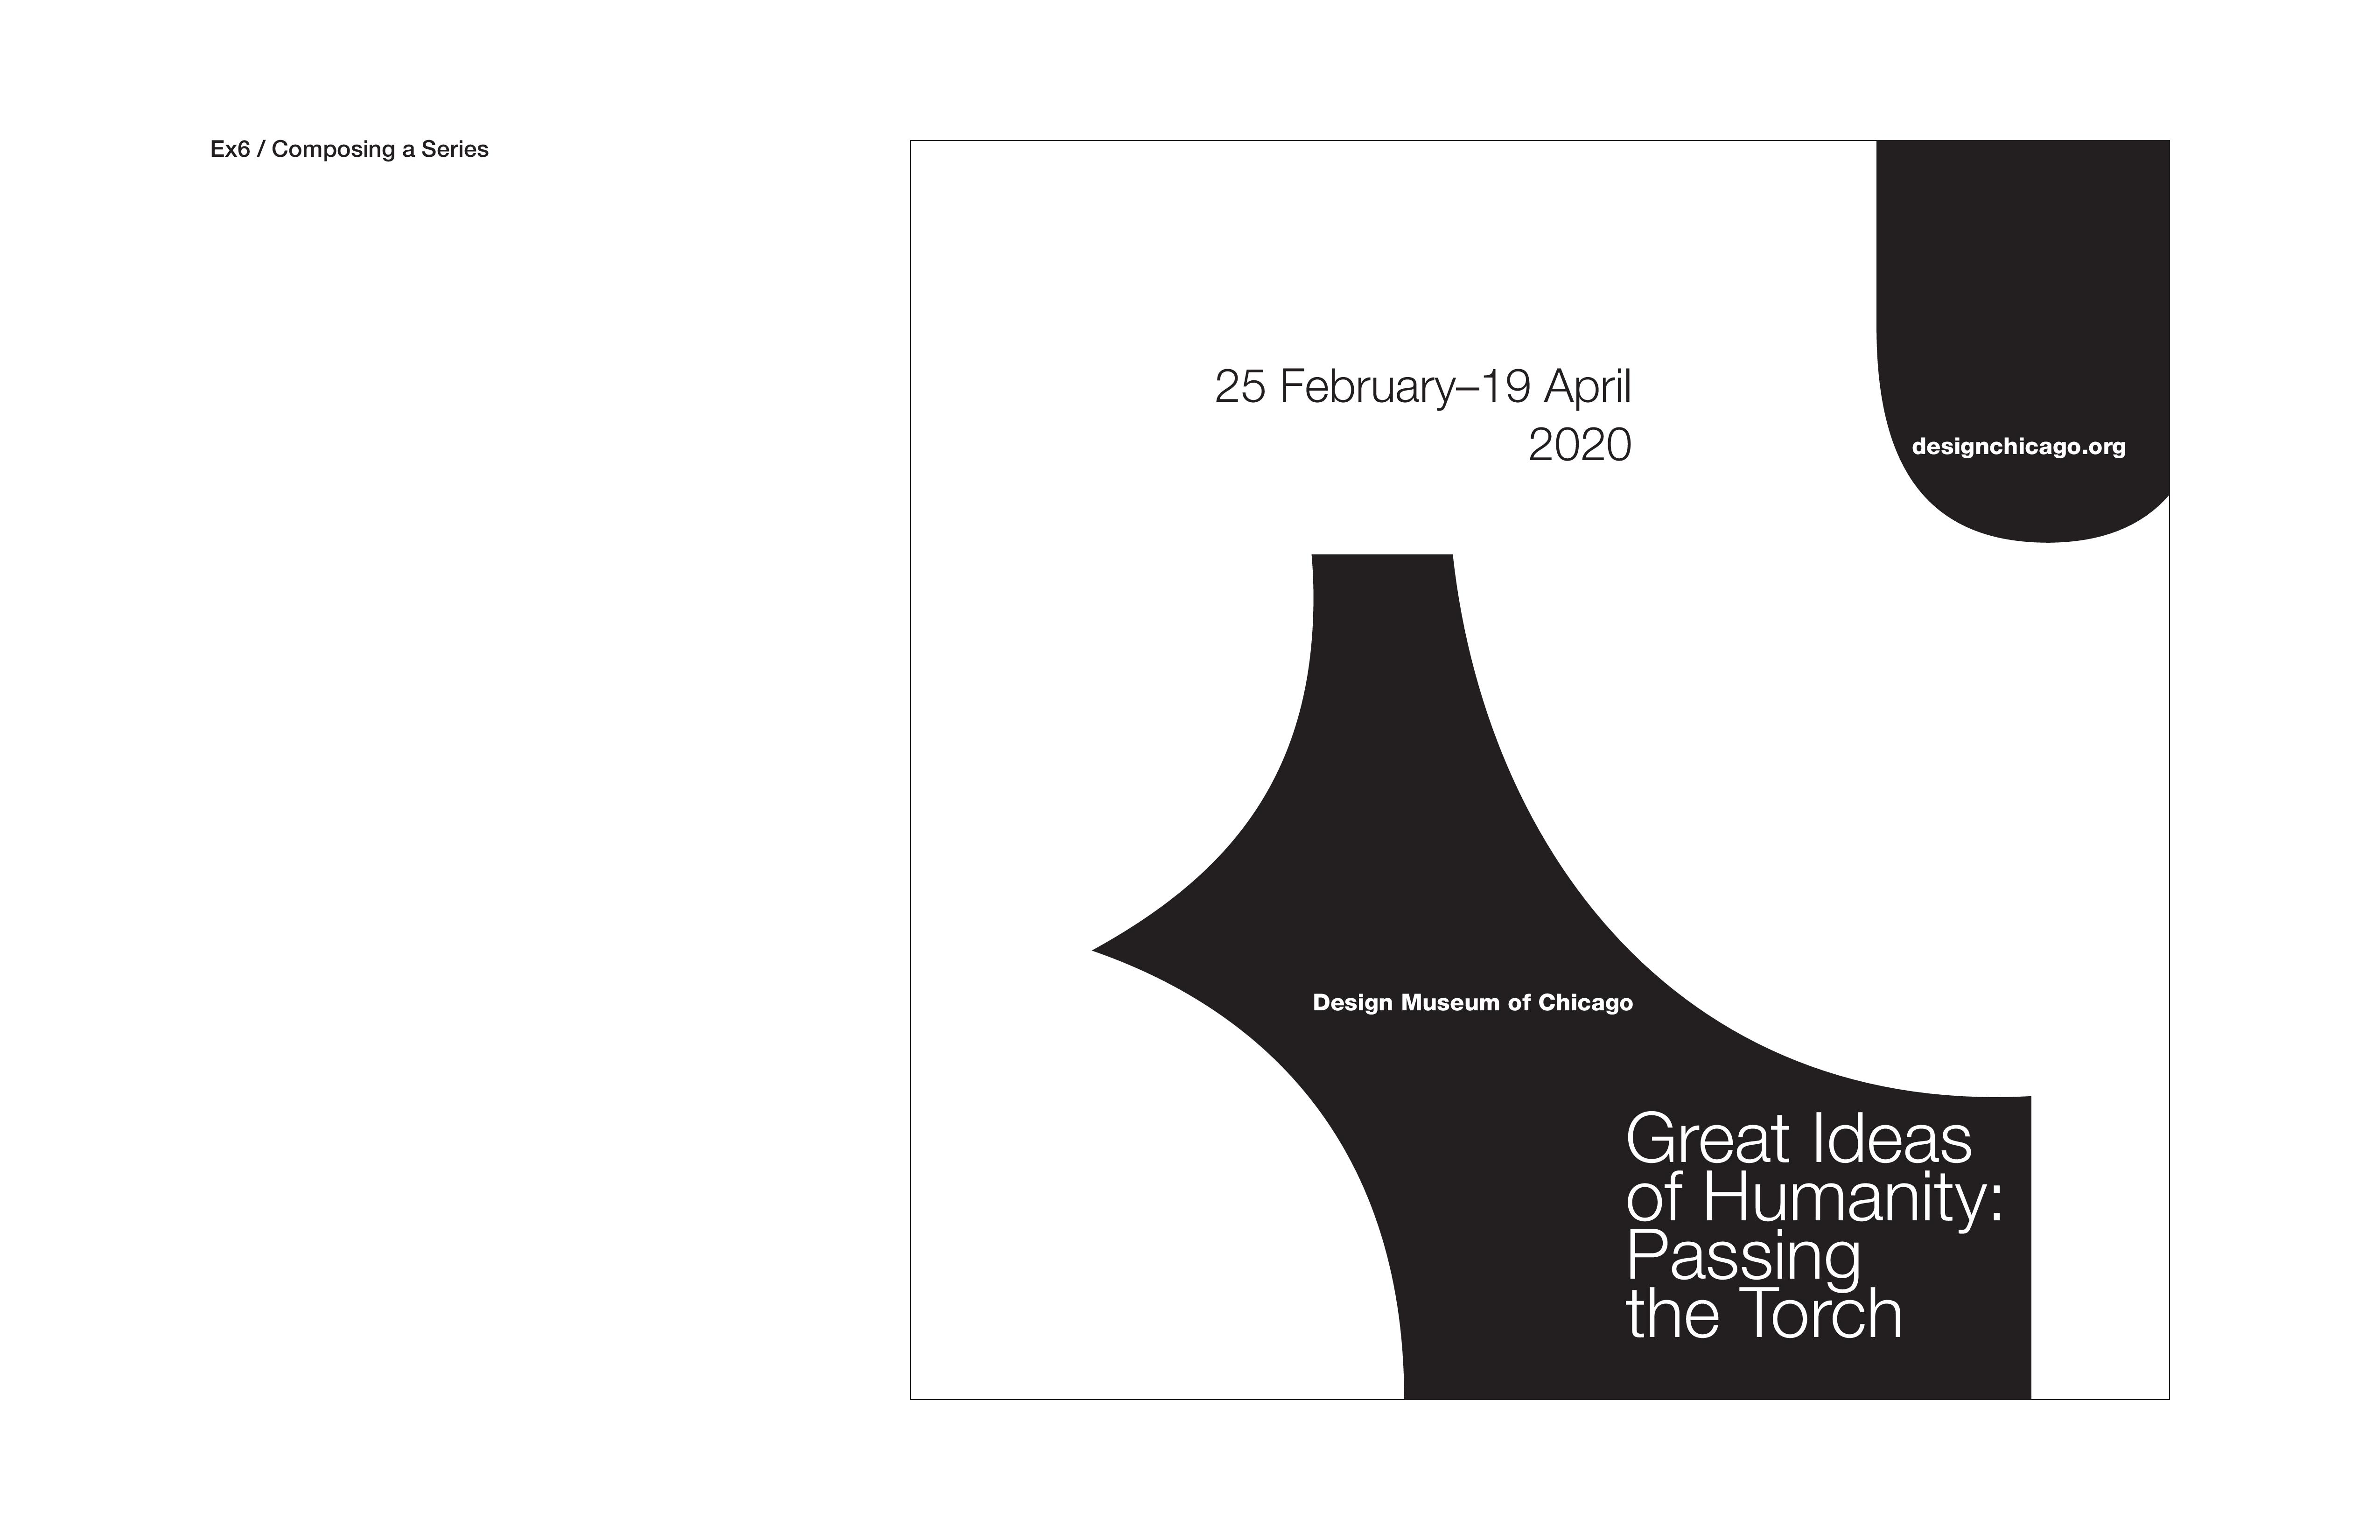 Ex6 / Composing a Series
25 February–19 April
2020
designchicago.org
Design Museum of Chicago
Great Ideas
of Humanity:
Passing
the Torch